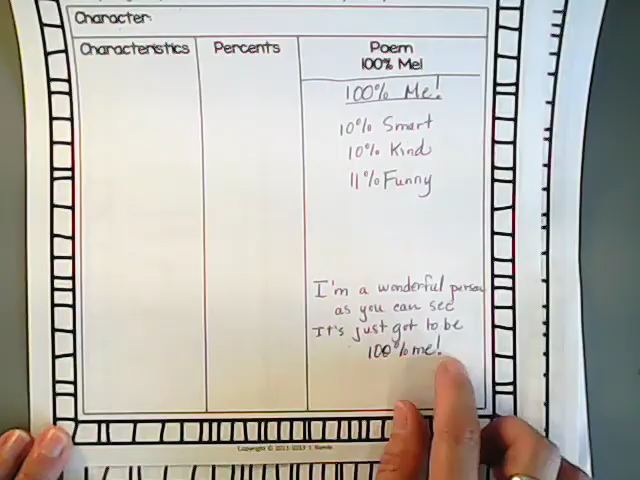 Character:
Characteristics
Percents
Poem
100% Me!
100% Me!
10% Smart
10% Kind
11% Funny
I'm a wonderful person
as you can see
It's just got to be
100% me!